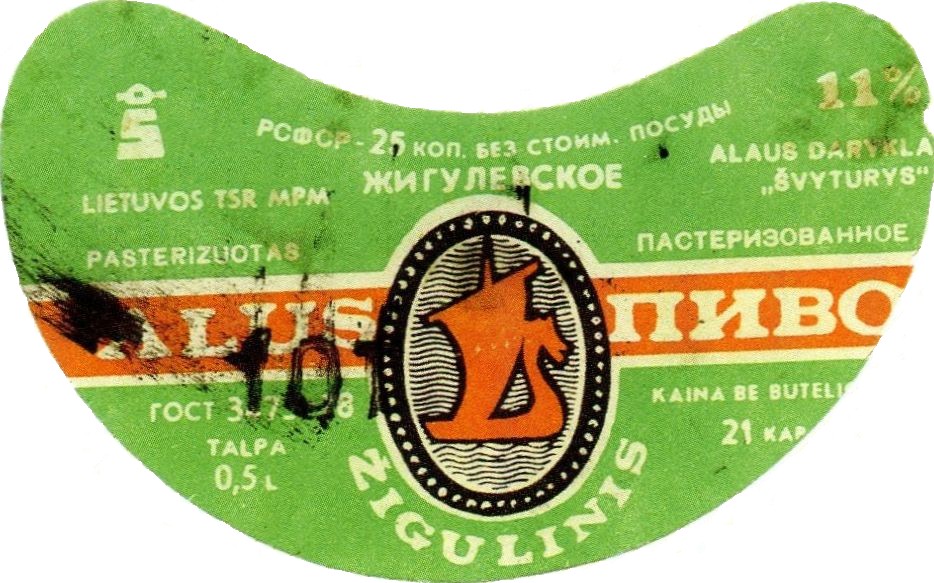 11%
РСФСР - 25 КОП. БЕЗ СТОИМ. ПОСУДЫ
ЖИГУЛЕВСКОЕ
ALAUS DARYKLA
„ŠVYTURYS“
LIETUVOS TSR MPM
PASTERIZUOTAS
ПАСТЕРИЗОВАННОЕ
ALUS
ПИВО
107
ГОСТ
TALPA
0,5 L
KAINA BE
21 KAP
ŽIGULINIS